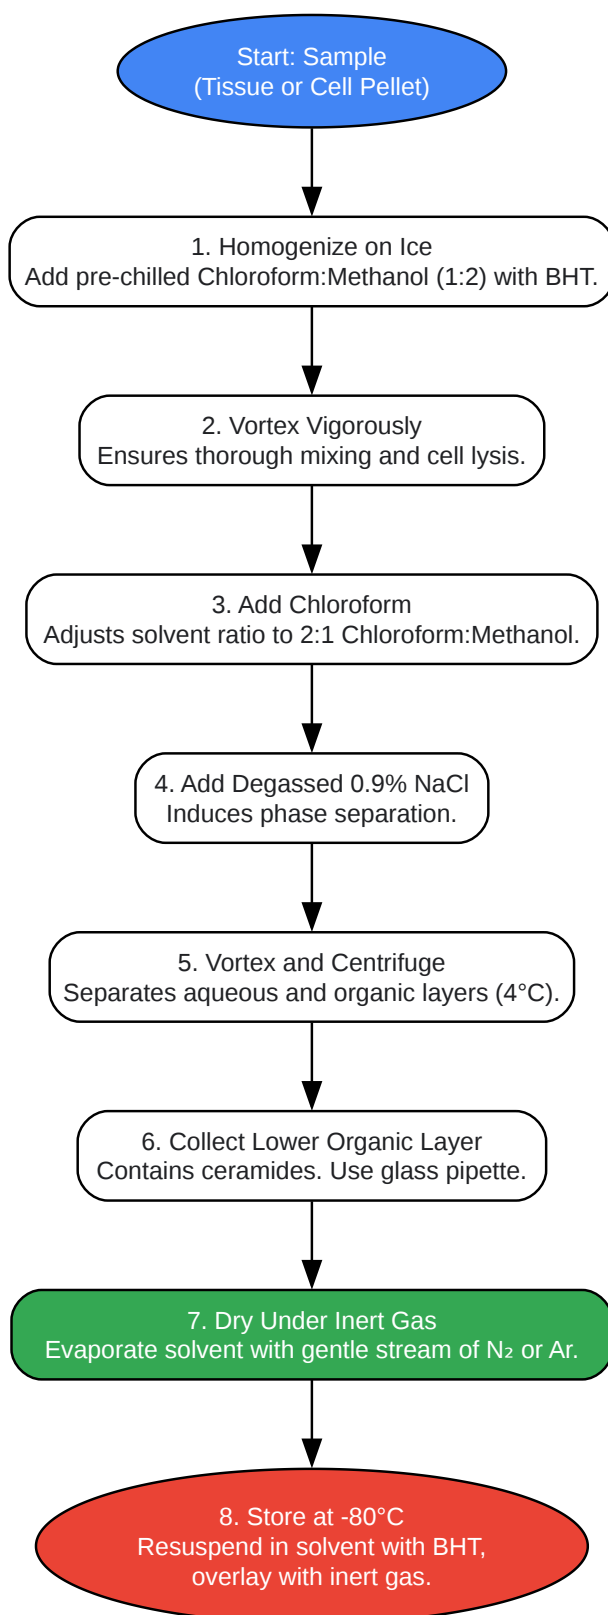 Start: Sample
(Tissue or Cell Pellet)
1. Homogenize on Ice
Add pre-chilled Chloroform:Methanol (1:2) with BHT.
2. Vortex Vigorously
Ensures thorough mixing and cell lysis.
3. Add Chloroform
Adjusts solvent ratio to 2:1 Chloroform:Methanol.
4. Add Degassed 0.9% NaCl
Induces phase separation.
5. Vortex and Centrifuge
Separates aqueous and organic layers (4°C).
6. Collect Lower Organic Layer
Contains ceramides. Use glass pipette.
7. Dry Under Inert Gas
Evaporate solvent with gentle stream of N₂ or Ar.
8. Store at -80°C
Resuspend in solvent with BHT,
overlay with inert gas.